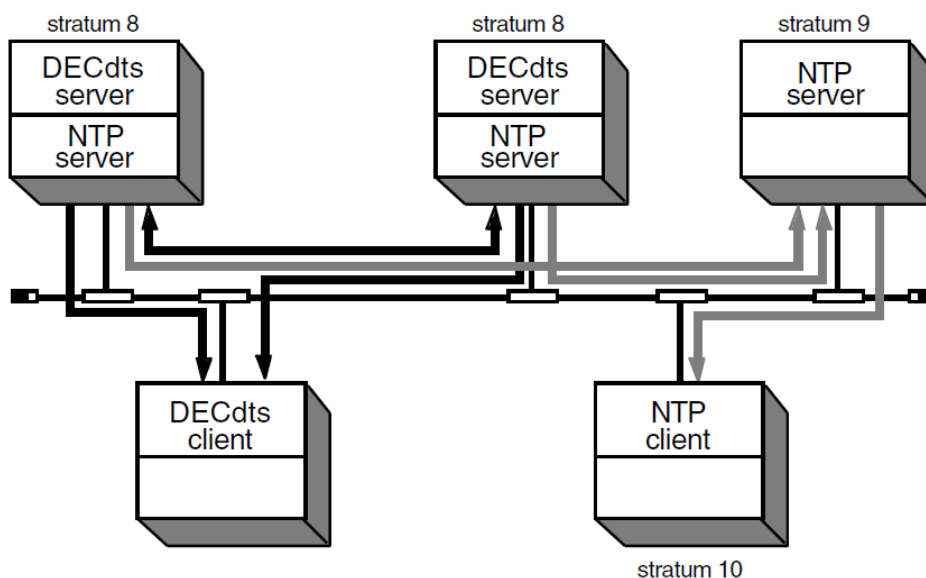 stratum 8
stratum 8
stratum 9
DECdts
server
NTP
server
DECdts
server
NTP
server
NTP
server
DECdts
client
NTP
client
stratum 10